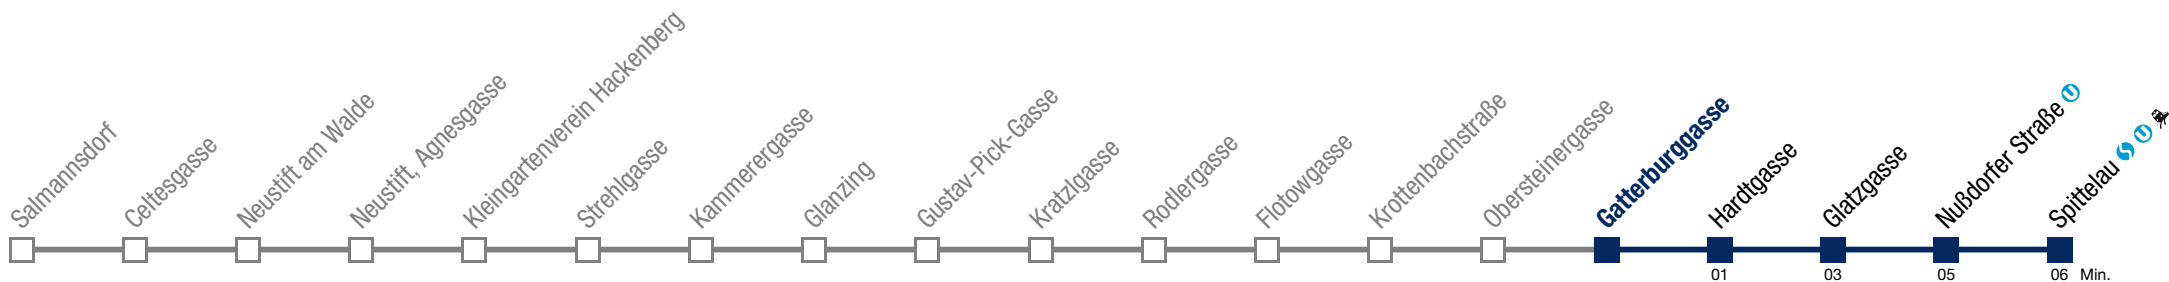 Salmannsdorf
Celtesgasse
Neustift am Walde
Neustift, Agnesgasse
Kleingartenverein Hackenberg
Strehlgasse
Kammerergasse
Glanzing
Gustav-Pick-Gasse
Kratzlgasse
Rodlergasse
Flotowgasse
Krottenbachstraße
Obersteinergasse
Gatterburggasse
Hardtgasse
Glatzgasse
Nußdorfer Straße U
Spittelau S U
01 03 05 06 Min.